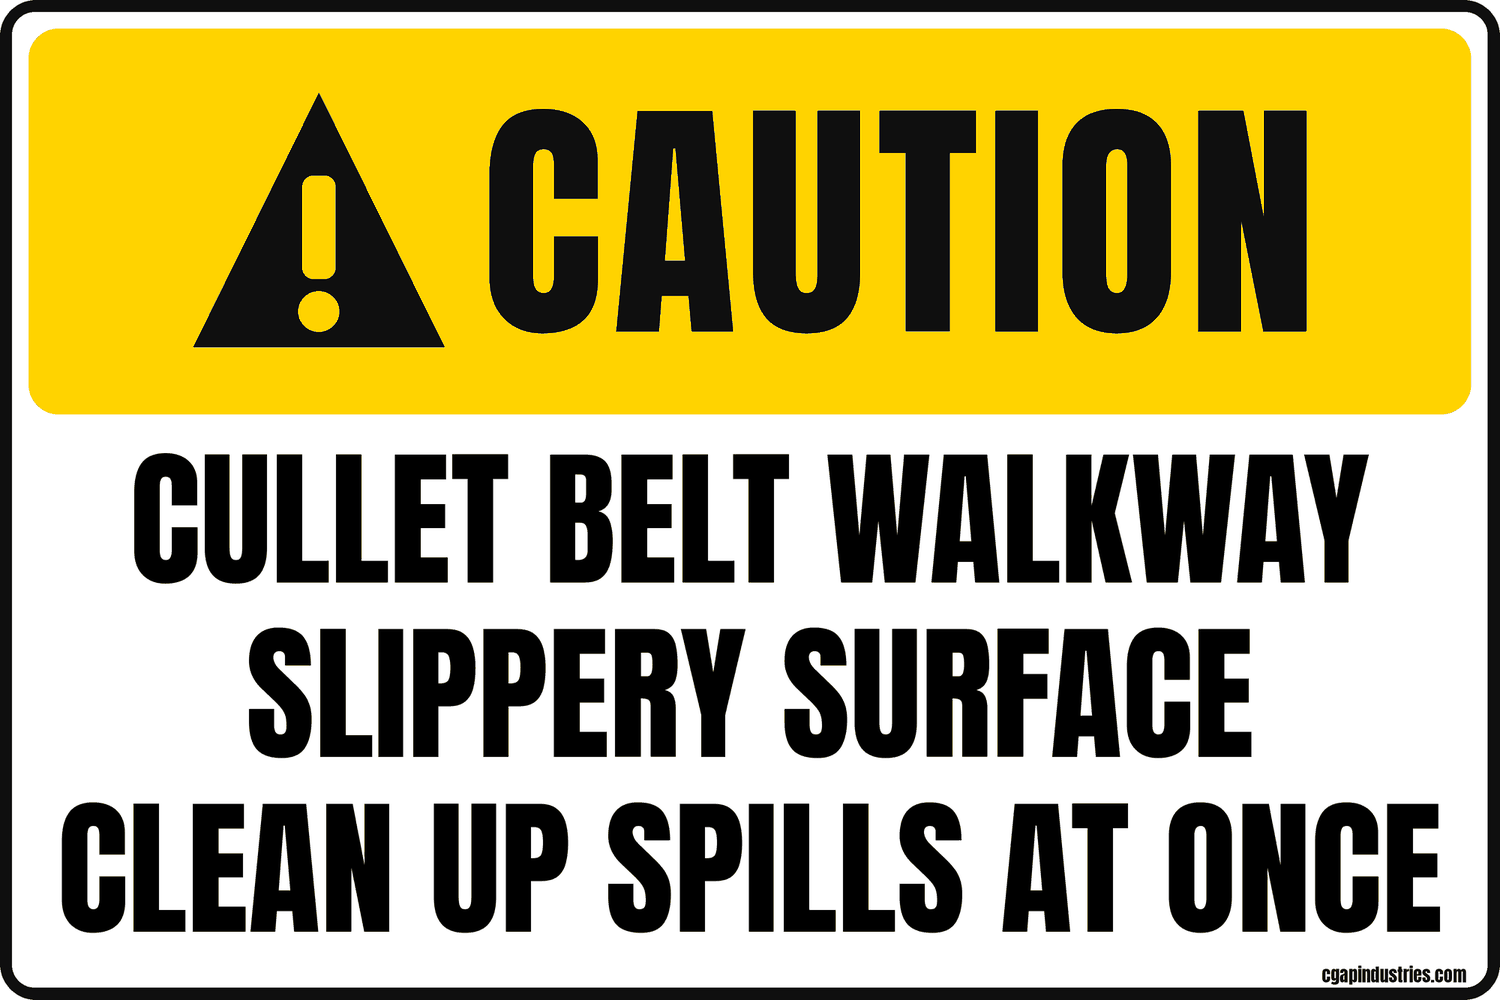 CAUTION
CULLET BELT WALKWAY
SLIPPERY SURFACE
CLEAN UP SPILLS AT ONCE
cgapindustries.com